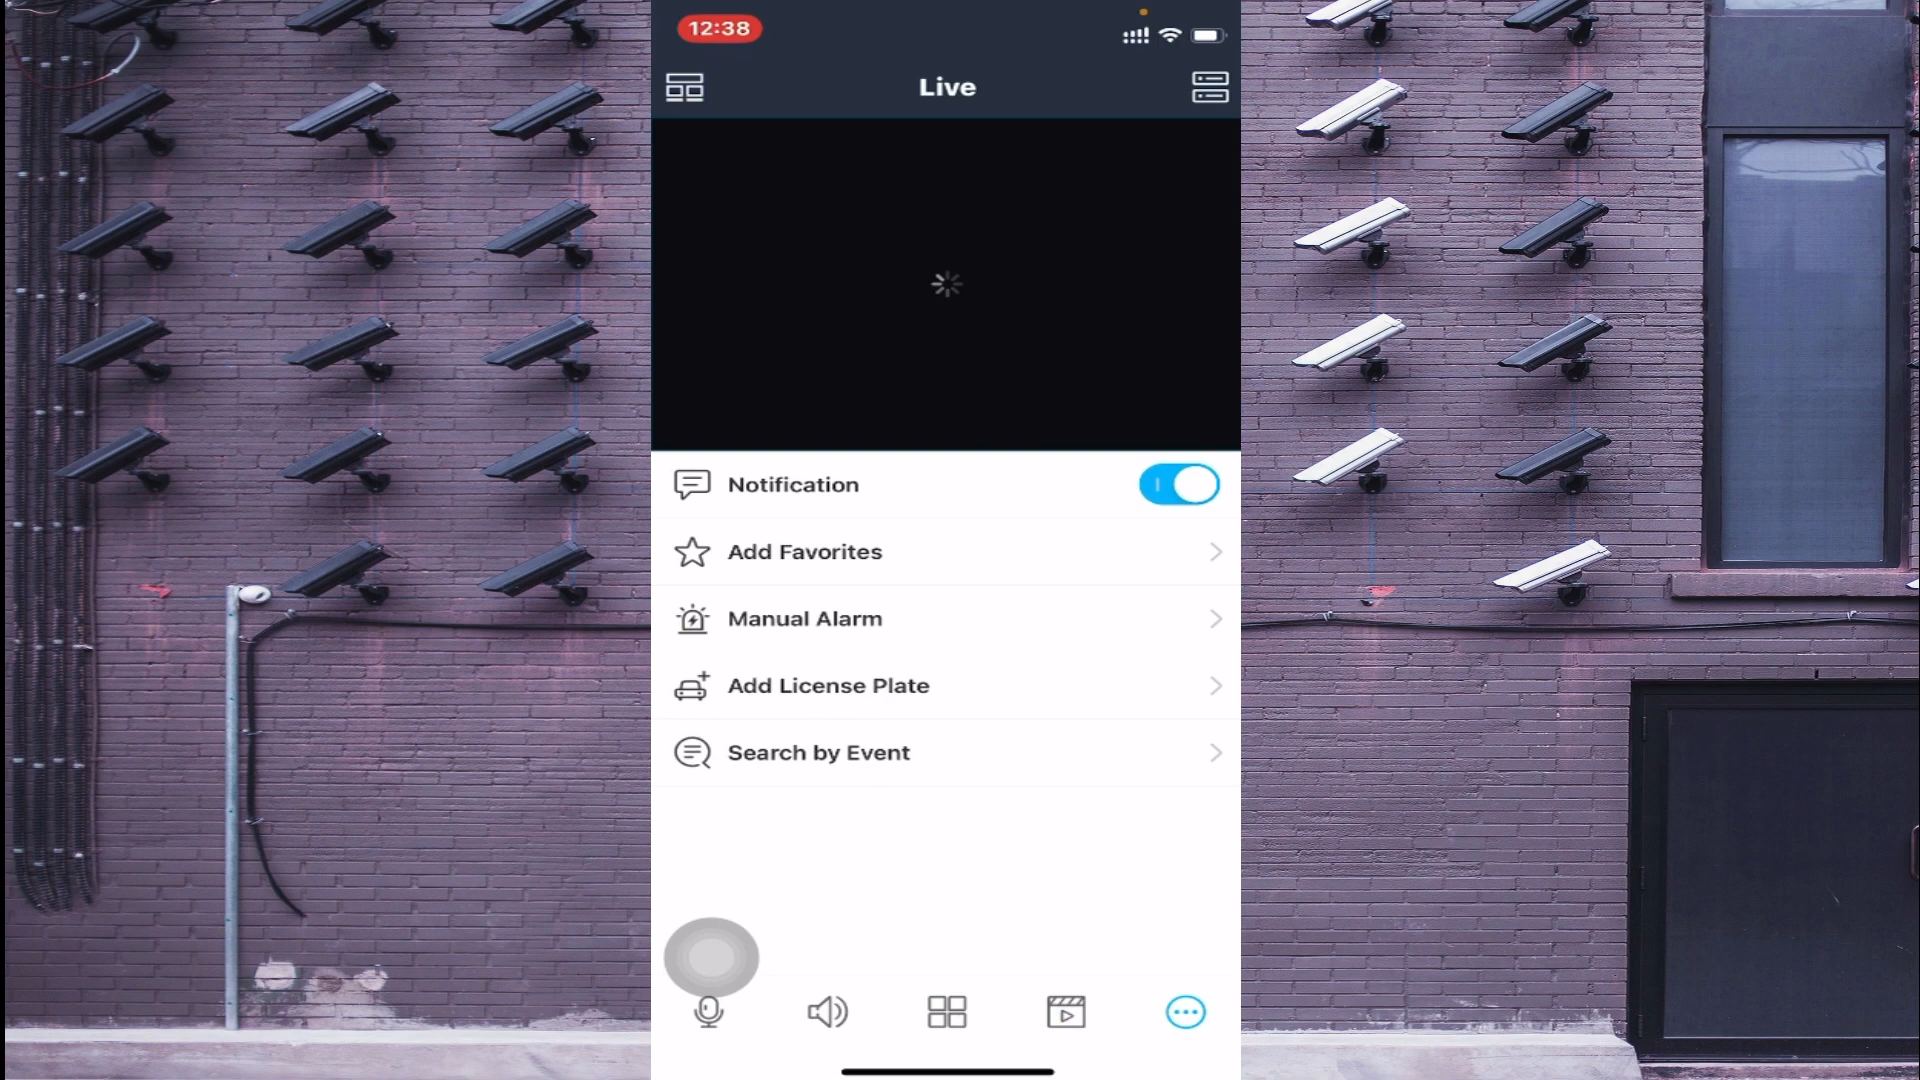 12:38
Live
Notification
Add Favorites
Manual Alarm
Add License Plate
Search by Event